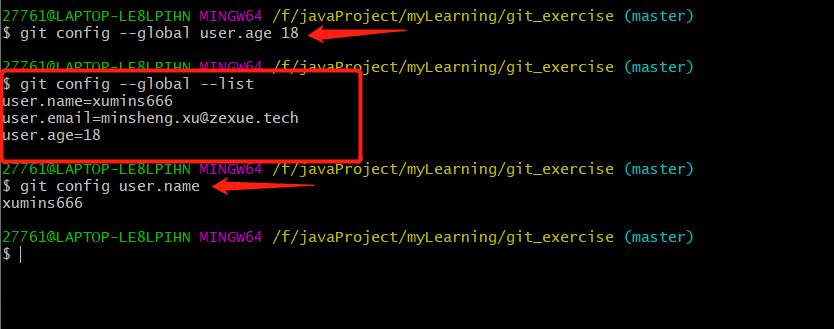 27761@LAPTOP-LE8LPIHN MINGW64 /f/javaProject/myLearning/git_exercise (master)
$ git config --global user.age 18
27761@LAPTOP-LE8LPIHN MINGW64 /f/javaProject/myLearning/git_exercise (master)
$ git config --global --list
user.name=xumins666
user.email=minsheng.xu@zexue.tech
user.age=18
27761@LAPTOP-LE8LPIHN MINGW64 /f/javaProject/myLearning/git_exercise (master)
$ git config user.name
xumins666
27761@LAPTOP-LE8LPIHN MINGW64 /f/javaProject/myLearning/git_exercise (master)
$